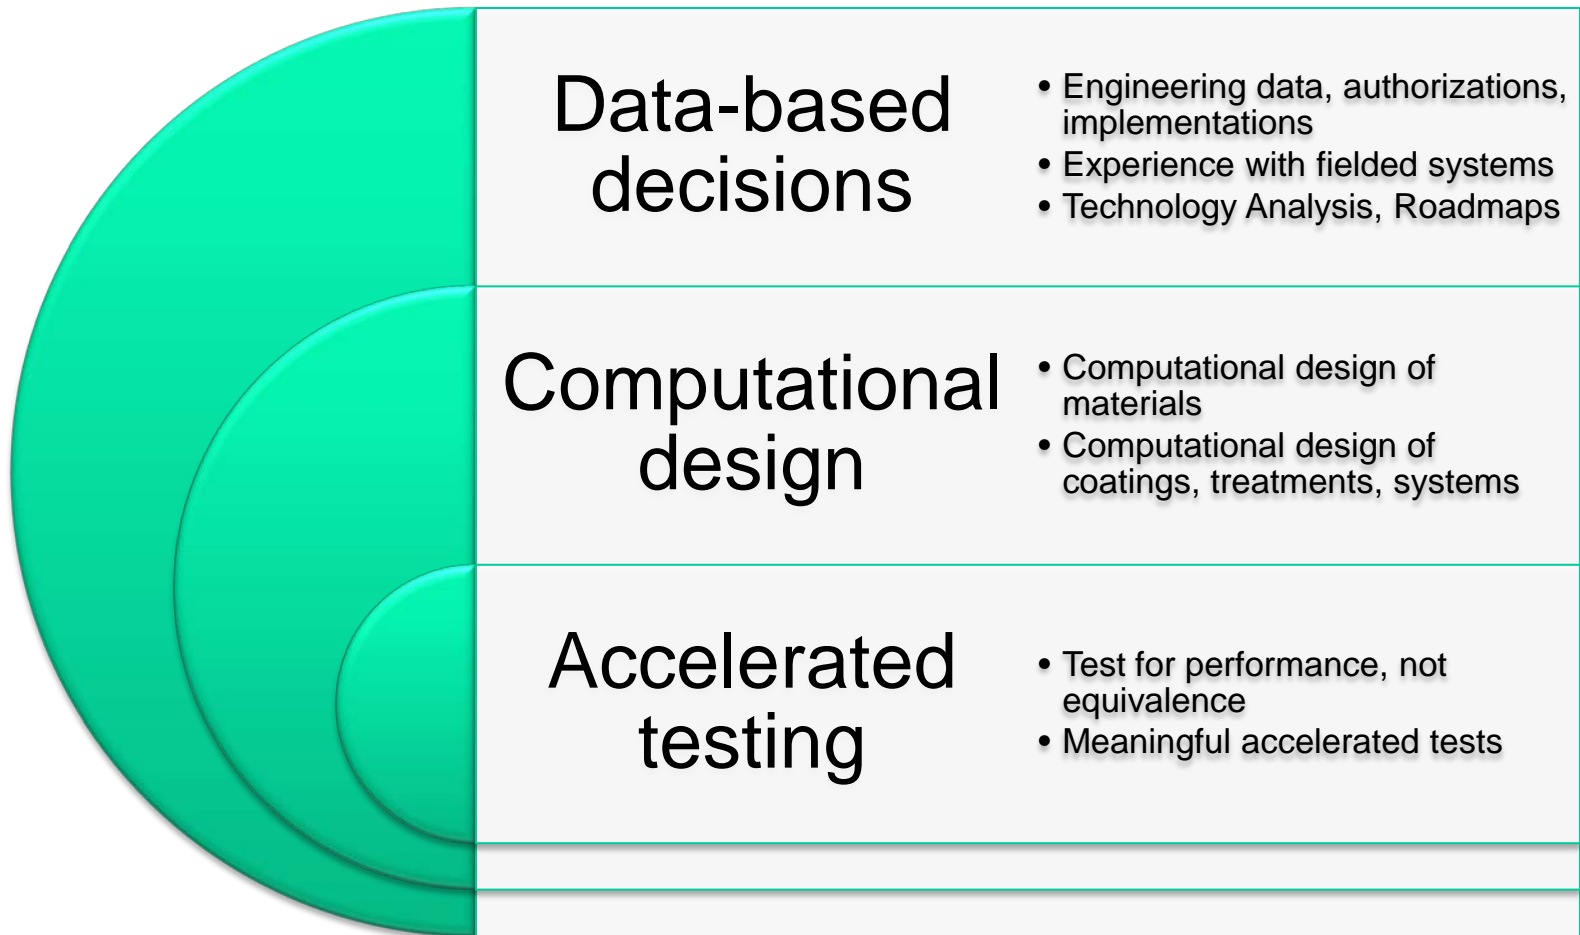 Data-based
decisions
• Engineering data, authorizations,
implementations
• Experience with fielded systems
• Technology Analysis, Roadmaps
Computational
design
• Computational design of
materials
• Computational design of
coatings, treatments, systems
Accelerated
testing
• Test for performance, not
equivalence
• Meaningful accelerated tests